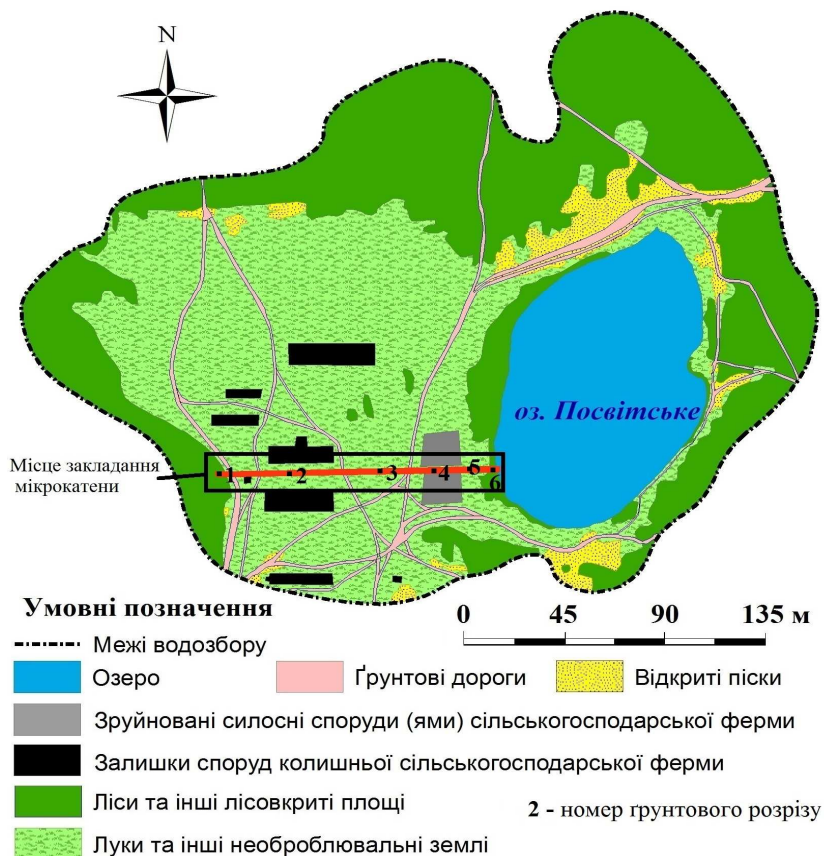 N
оз. Посвітське
Місце закладання
мікрокатени
1
2
3
4
5
6
Умовні позначення
0 45 90 135 м
Межі водозбору
Озеро
Ґрунтові дороги
Відкриті піски
Зруйновані силосні споруди (ями) сільськогосподарської ферми
Залишки споруд колишньої сільськогосподарської ферми
Ліси та інші лісовкриті площі
2 - номер ґрунтового розрізу
Луки та інші необроблювальні землі